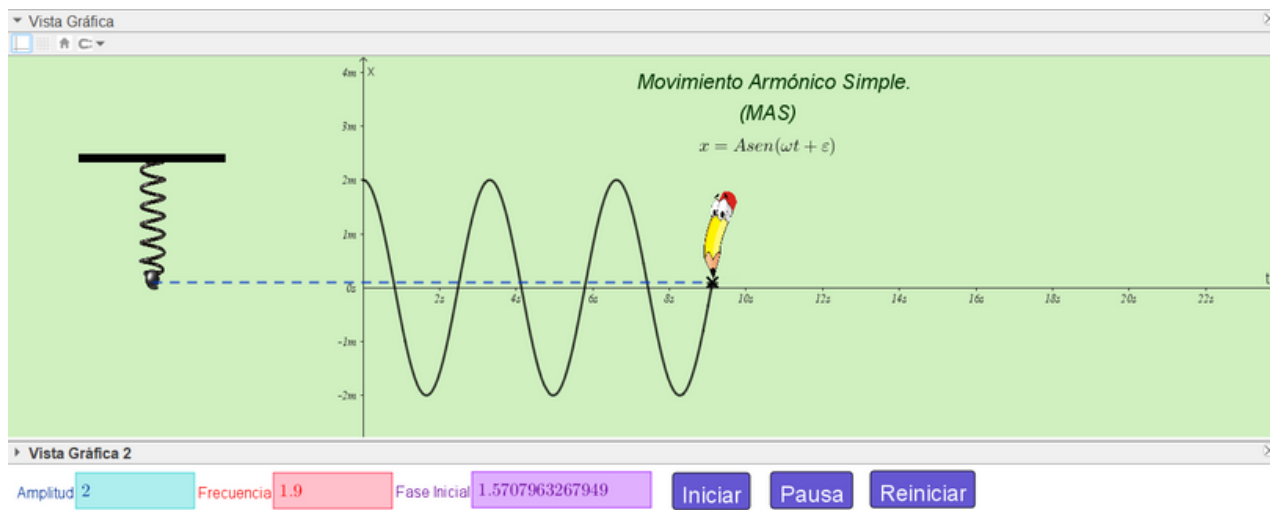 Vista Gráfica
4m
x
3m
2m
1m
0s
-1m
-2m
2s 4s 6s 8s 10s 12s 14s 16s 18s 20s 22s
t
Movimiento Armónico Simple.
(MAS)
x = Asen(ωt + ε)
Vista Gráfica 2
Amplitud 2 Frecuencia 1.9 Fase Inicial 1.5707963267949 Iniciar Pausa Reiniciar